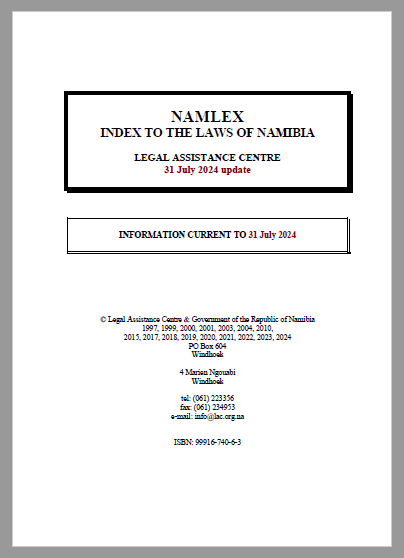 NAMLEX
INDEX TO THE LAWS OF NAMIBIA
LEGAL ASSISTANCE CENTRE
31 July 2024 update
INFORMATION CURRENT TO 31 July 2024
© Legal Assistance Centre & Government of the Republic of Namibia
1997, 1999, 2000, 2001, 2003, 2004, 2010,
2015, 2017, 2018, 2019, 2020, 2021, 2022, 2023, 2024
PO Box 604
Windhoek
4 Marien Ngouabi
Windhoek
tel: (061) 223356
fax: (061) 234953
e-mail: info@lac.org.na
ISBN: 99916-740-6-3